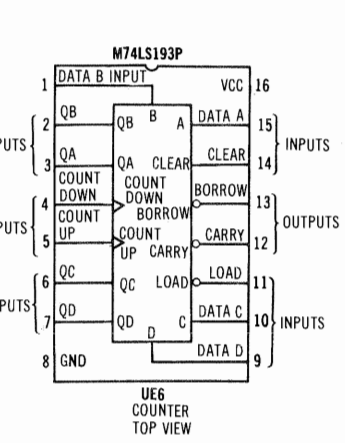 M74LS193P
1 DATA B INPUT VCC 16
B
2 QB QB A DATA A 15
PUTS INPUTS
3 QA QA CLEAR CLEAR 14
4 COUNT DOWN COUNT DOWN BORROW BORROW 13
PUTS OUTPUTS
5 COUNT UP COUNT UP CARRY CARRY 12
6 QC QC LOAD LOAD 11
PUTS INPUTS
7 QD QD C DATA C 10
D
8 GND DATA D 9
UE6
COUNTER
TOP VIEW